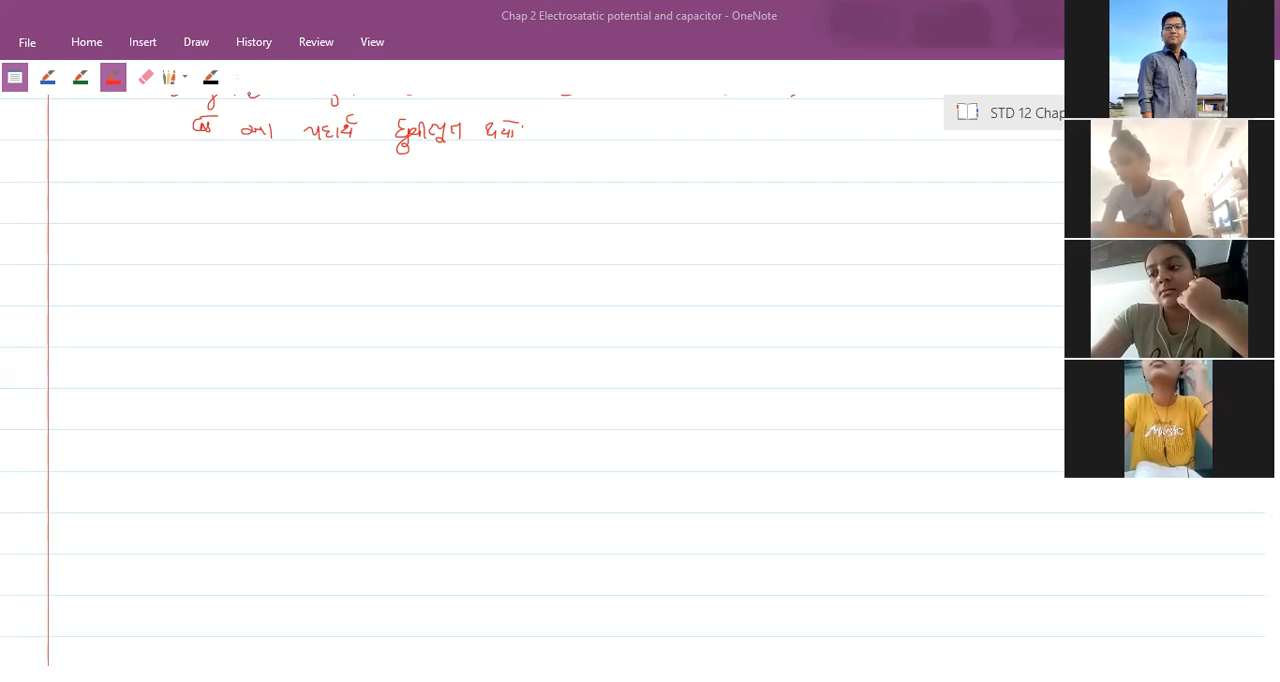 Chap 2 Electrosatatic potential and capacitor - OneNote
File Home Insert Draw History Review View
STD 12 Chap
આ પદાર્થ ધ્રુવીભૂત થયો.
Music